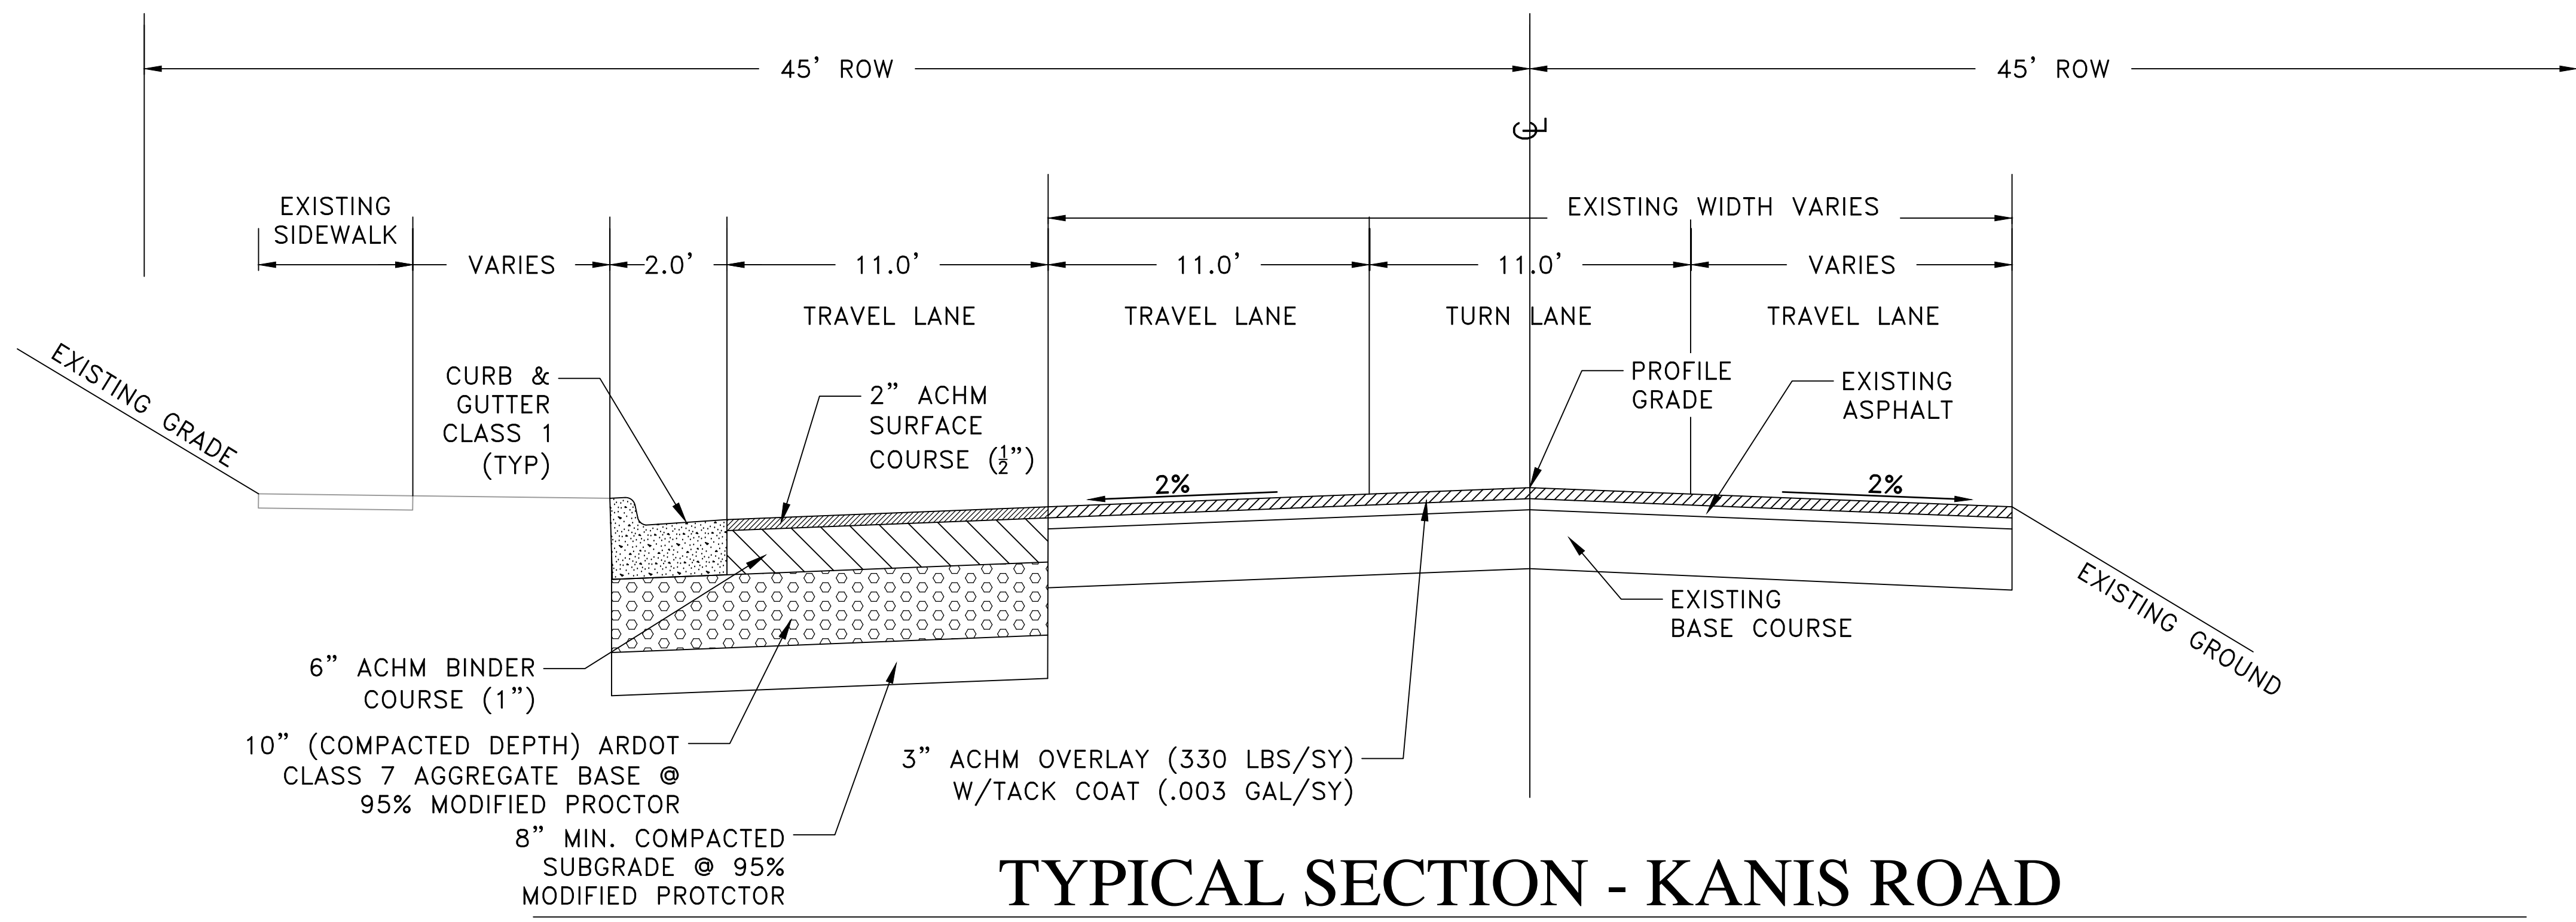 45' ROW
45' ROW
℄
EXISTING
SIDEWALK
EXISTING WIDTH VARIES
VARIES
2.0'
11.0'
11.0'
11.0'
VARIES
TRAVEL LANE
TRAVEL LANE
TURN LANE
TRAVEL LANE
EXISTING GRADE
CURB &
GUTTER
CLASS 1
(TYP)
2" ACHM
SURFACE
COURSE (½")
PROFILE
GRADE
EXISTING
ASPHALT
2%
2%
EXISTING
BASE COURSE
EXISTING GROUND
6" ACHM BINDER
COURSE (1")
10" (COMPACTED DEPTH) ARDOT
CLASS 7 AGGREGATE BASE @
95% MODIFIED PROCTOR
3" ACHM OVERLAY (330 LBS/SY)
W/TACK COAT (.003 GAL/SY)
8" MIN. COMPACTED
SUBGRADE @ 95%
MODIFIED PROTCTOR
TYPICAL SECTION - KANIS ROAD